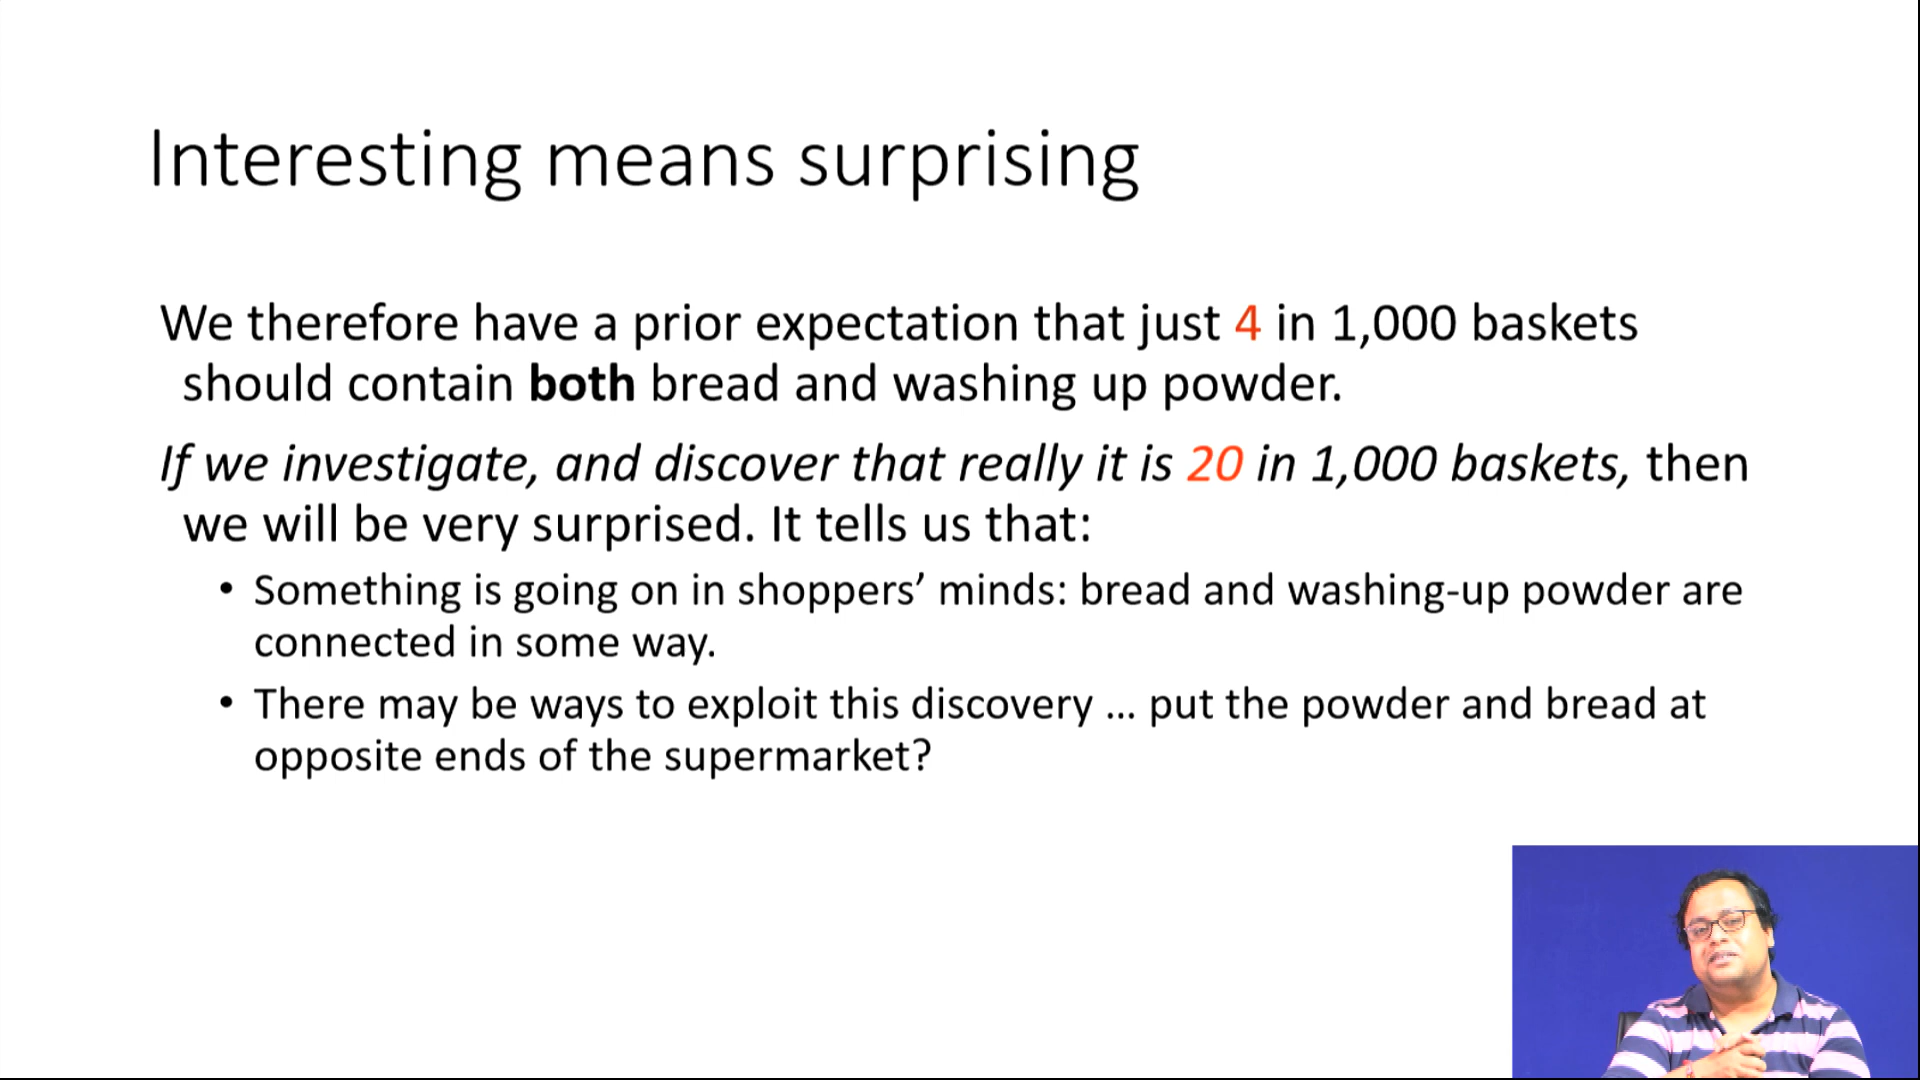 Interesting means surprising
We therefore have a prior expectation that just 4 in 1,000 baskets
should contain both bread and washing up powder.
If we investigate, and discover that really it is 20 in 1,000 baskets, then
we will be very surprised. It tells us that:
• Something is going on in shoppers’ minds: bread and washing-up powder are
connected in some way.
• There may be ways to exploit this discovery … put the powder and bread at
opposite ends of the supermarket?